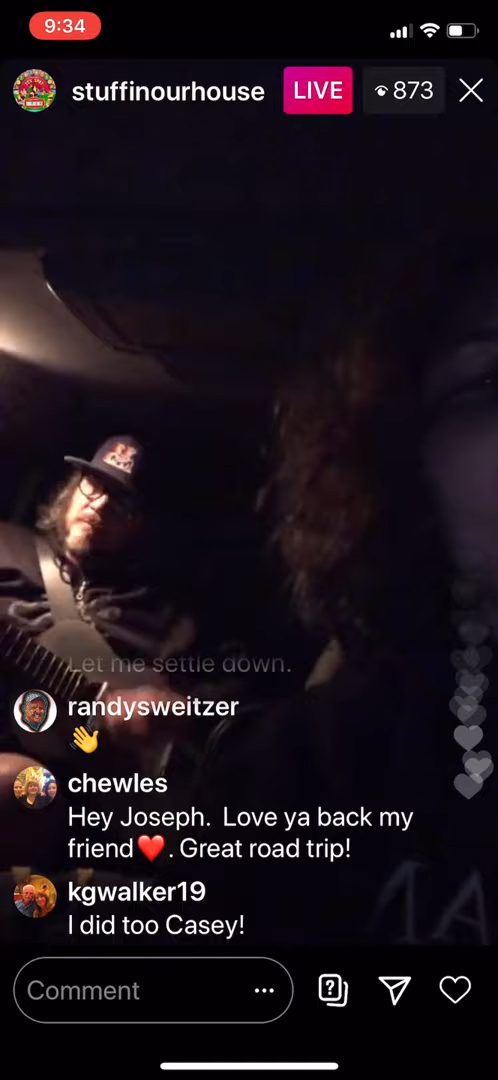 9:34
stuffinourhouse LIVE 873
Let me settle down.
randysweitzer
👋
chewles
Hey Joseph.  Love ya back my
friend❤️. Great road trip!
kgwalker19
I did too Casey!
Comment